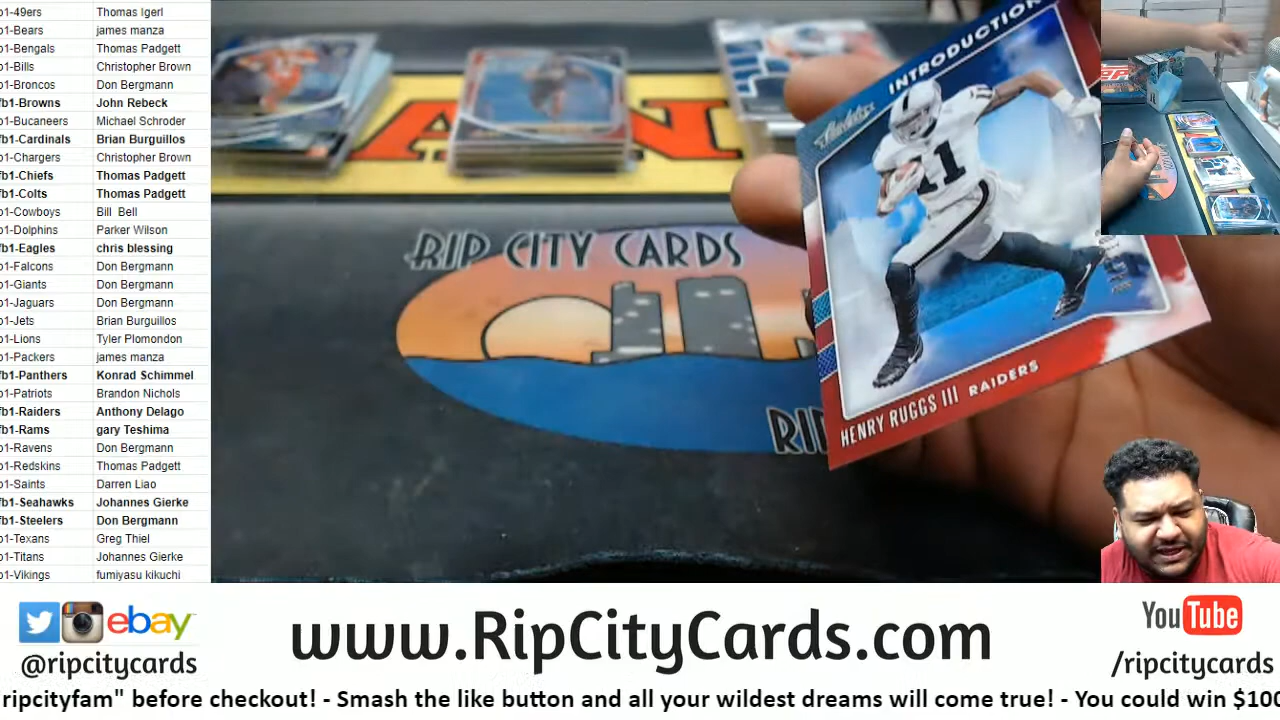 b1-49ers Thomas Igerl
b1-Bears james manza
b1-Bengals Thomas Padgett
b1-Bills Christopher Brown
b1-Broncos Don Bergmann
fb1-Browns John Rebeck
b1-Bucaneers Michael Schroder
fb1-Cardinals Brian Burguillos
b1-Chargers Christopher Brown
fb1-Chiefs Thomas Padgett
fb1-Colts Thomas Padgett
b1-Cowboys Bill Bell
b1-Dolphins Parker Wilson
fb1-Eagles chris blessing
b1-Falcons Don Bergmann
b1-Giants Don Bergmann
b1-Jaguars Don Bergmann
b1-Jets Brian Burguillos
b1-Lions Tyler Plomondon
b1-Packers james manza
fb1-Panthers Konrad Schimmel
b1-Patriots Brandon Nichols
fb1-Raiders Anthony Delago
fb1-Rams gary Teshima
b1-Ravens Don Bergmann
b1-Redskins Thomas Padgett
b1-Saints Darren Liao
fb1-Seahawks Johannes Gierke
fb1-Steelers Don Bergmann
b1-Texans Greg Thiel
b1-Titans Johannes Gierke
b1-Vikings fumiyasu kikuchi
RIP CITY CARDS
RIP
INTRODUCTION
Absolute
11
HENRY RUGGS III RAIDERS
ebay
@ripcitycards
www.RipCityCards.com
YouTube
/ripcitycards
ripcityfam" before checkout! - Smash the like button and all your wildest dreams will come true! - You could win $100